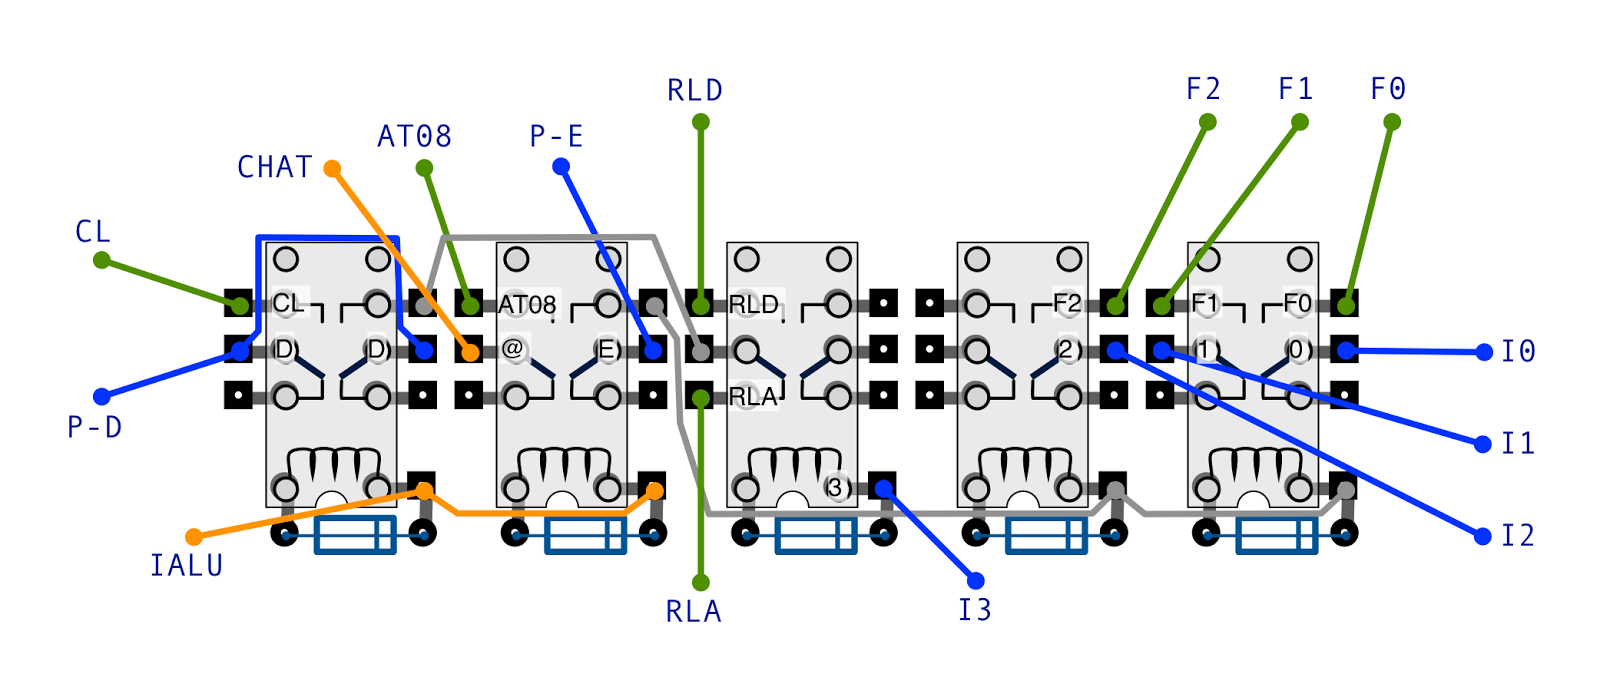 RLD
F2 F1 F0
AT08 P-E
CHAT
CL
CL AT08 RLD F2 F1 F0
D D @ E 2 1 0 I0
RLA
P-D
I1
3
I2
IALU
I3
RLA